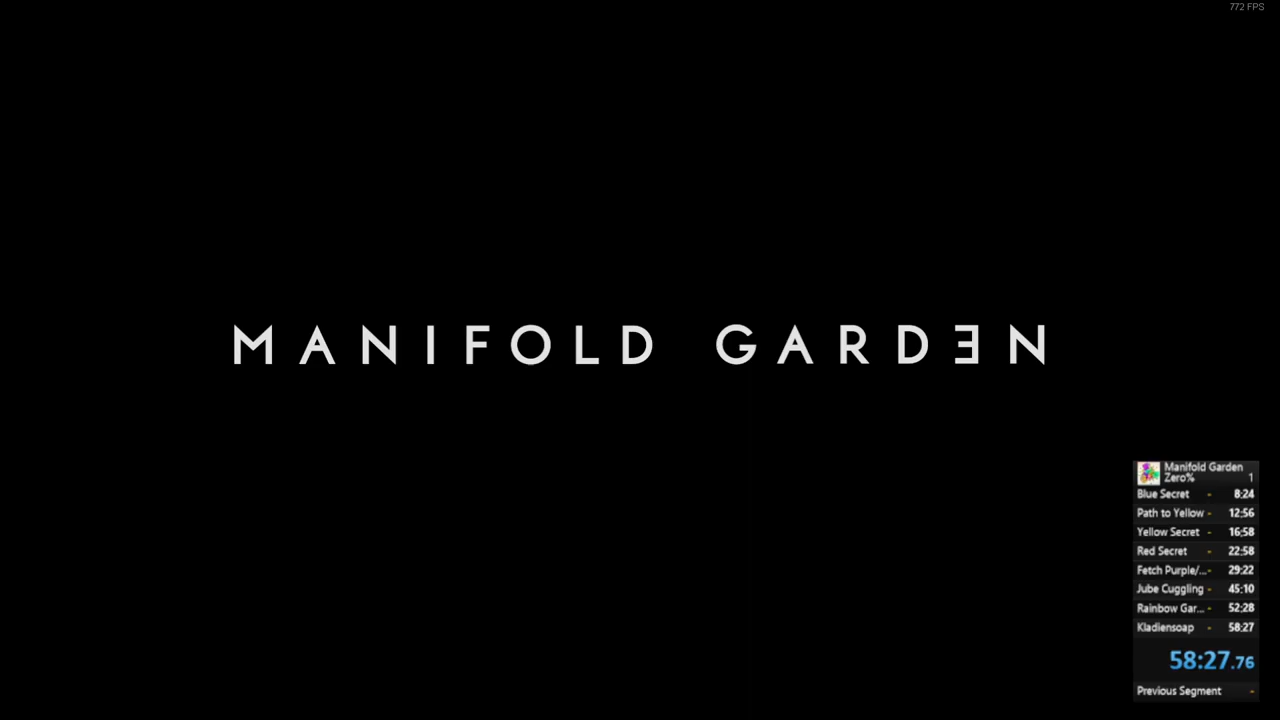 772 FPS
MANIFOLD GARDƎN
Manifold Garden
Zero% 1
Blue Secret - 8:24
Path to Yellow - 12:56
Yellow Secret - 16:58
Red Secret - 22:58
Fetch Purple/... - 29:22
Jube Cuggling - 45:10
Rainbow Gar... - 52:28
Kladiensoap - 58:27
58:27.76
Previous Segment -